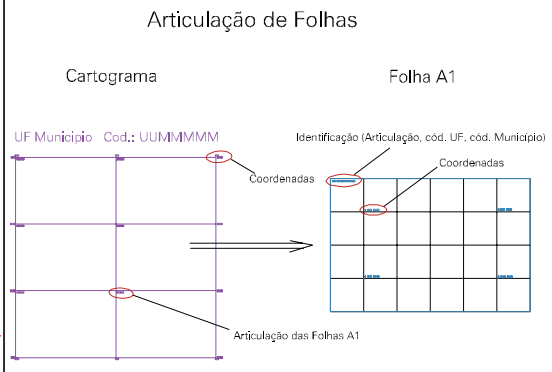 Articulação de Folhas
Cartograma
Folha A1
UF Municipio Cod.: UUMMMMM
Identificação (Articulação, cód. UF, cód. Município)
Coordenadas
Coordenadas
Articulação das Folhas A1